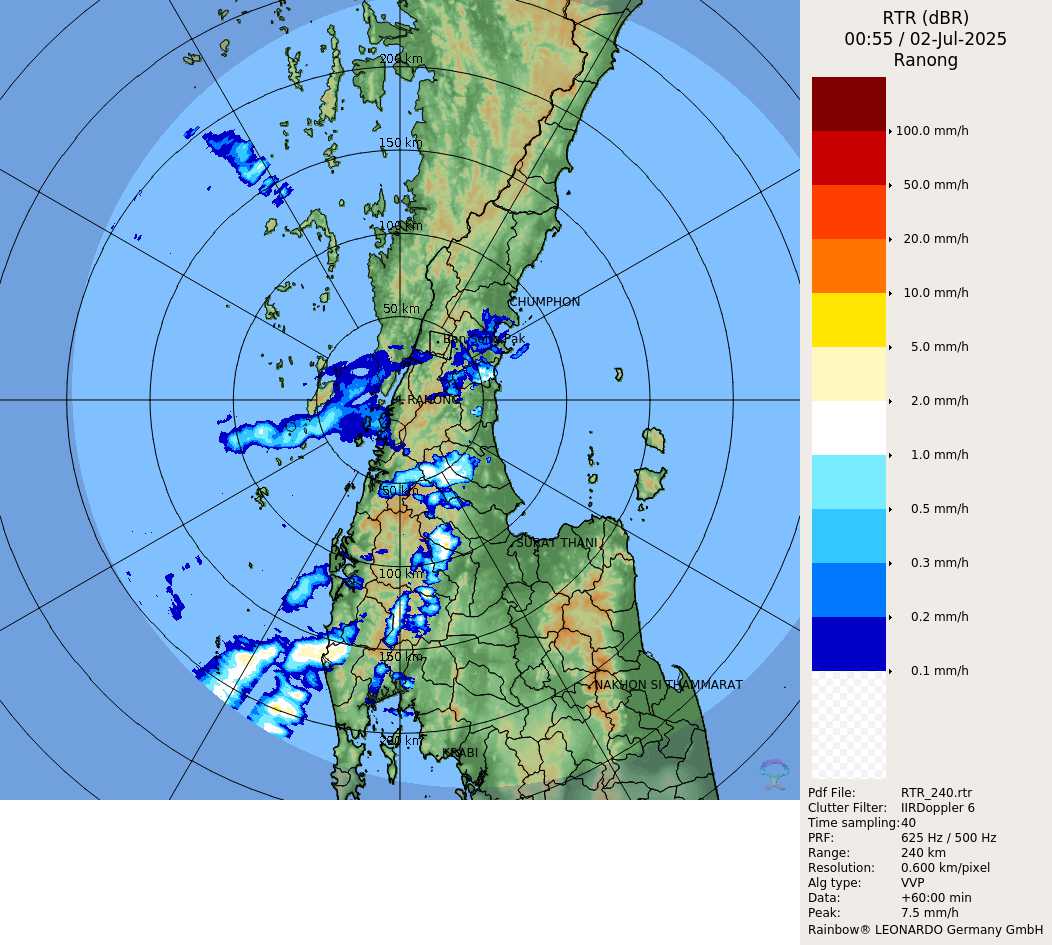 RTR (dBR)
00:55 / 02-Jul-2025
Ranong
100.0 mm/h
50.0 mm/h
20.0 mm/h
10.0 mm/h
5.0 mm/h
2.0 mm/h
1.0 mm/h
0.5 mm/h
0.3 mm/h
0.2 mm/h
0.1 mm/h
200 km
150 km
100 km
50 km
CHUMPHON
RANONG
50 km
SURAT THANI
100 km
150 km
NAKHON SI THAMMARAT
200 km
KRABI
Pdf File: RTR_240.rtr
Clutter Filter: IIRDoppler 6
Time sampling:40
PRF: 625 Hz / 500 Hz
Range: 240 km
Resolution: 0.600 km/pixel
Alg type: VVP
Data: +60:00 min
Peak: 7.5 mm/h
Rainbow® LEONARDO Germany GmbH